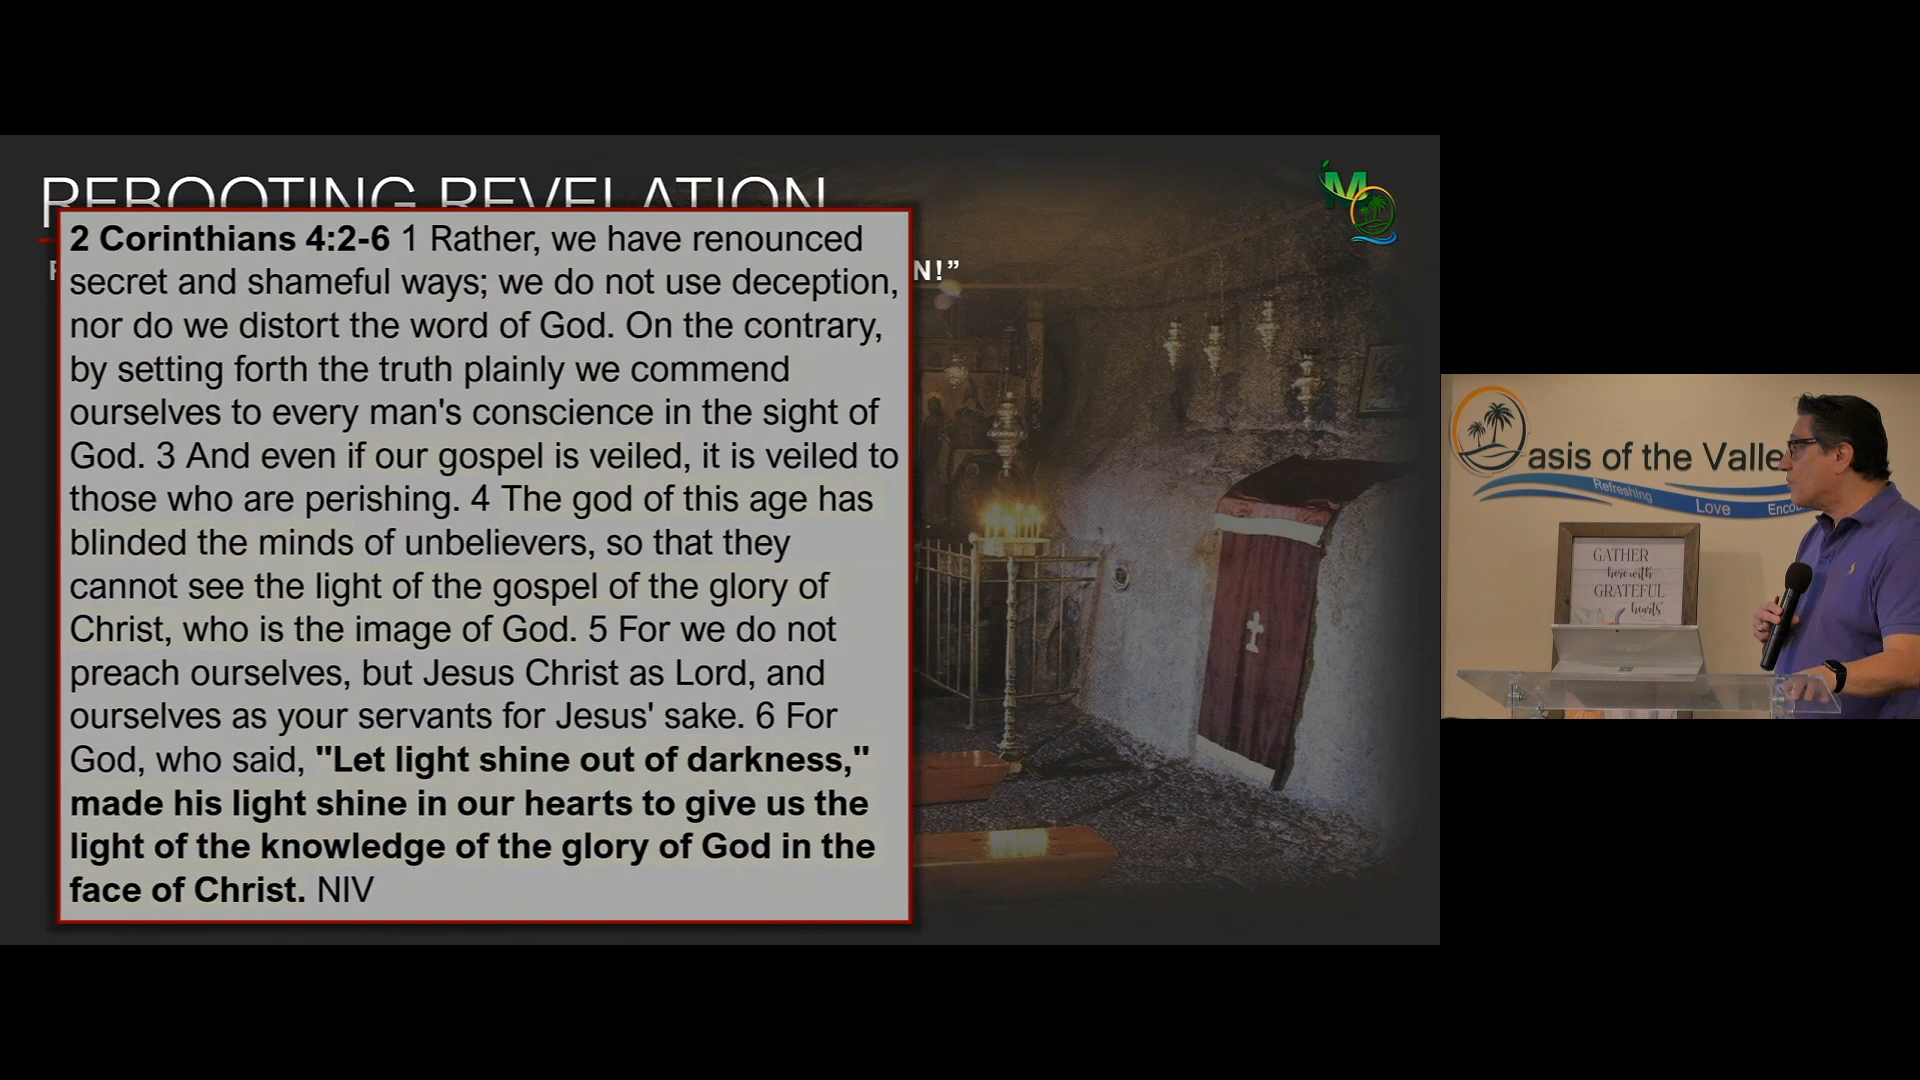 REBOOTING REVELATION
2 Corinthians 4:2-6 1 Rather, we have renounced
secret and shameful ways; we do not use deception,
nor do we distort the word of God. On the contrary,
by setting forth the truth plainly we commend
ourselves to every man's conscience in the sight of
God. 3 And even if our gospel is veiled, it is veiled to
those who are perishing. 4 The god of this age has
blinded the minds of unbelievers, so that they
cannot see the light of the gospel of the glory of
Christ, who is the image of God. 5 For we do not
preach ourselves, but Jesus Christ as Lord, and
ourselves as your servants for Jesus' sake. 6 For
God, who said, "Let light shine out of darkness,"
made his light shine in our hearts to give us the
light of the knowledge of the glory of God in the
face of Christ. NIV
N!”
M
asis of the Valle
Refreshing
Love
Encou
GATHER
here with
GRATEFUL
hearts